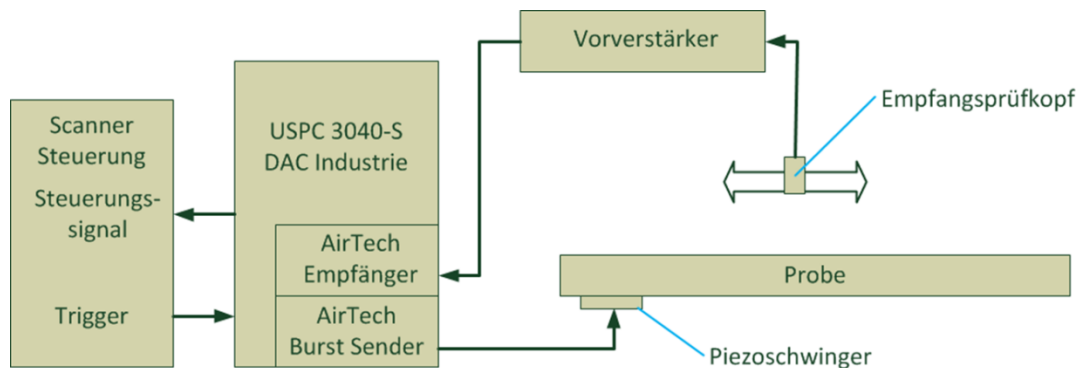 Scanner
Steuerung
Steuerungs-
signal
Trigger
USPC 3040-S
DAC Industrie
AirTech
Empfänger
AirTech
Burst Sender
Vorverstärker
Empfangsprüfkopf
Probe
Piezoschwinger